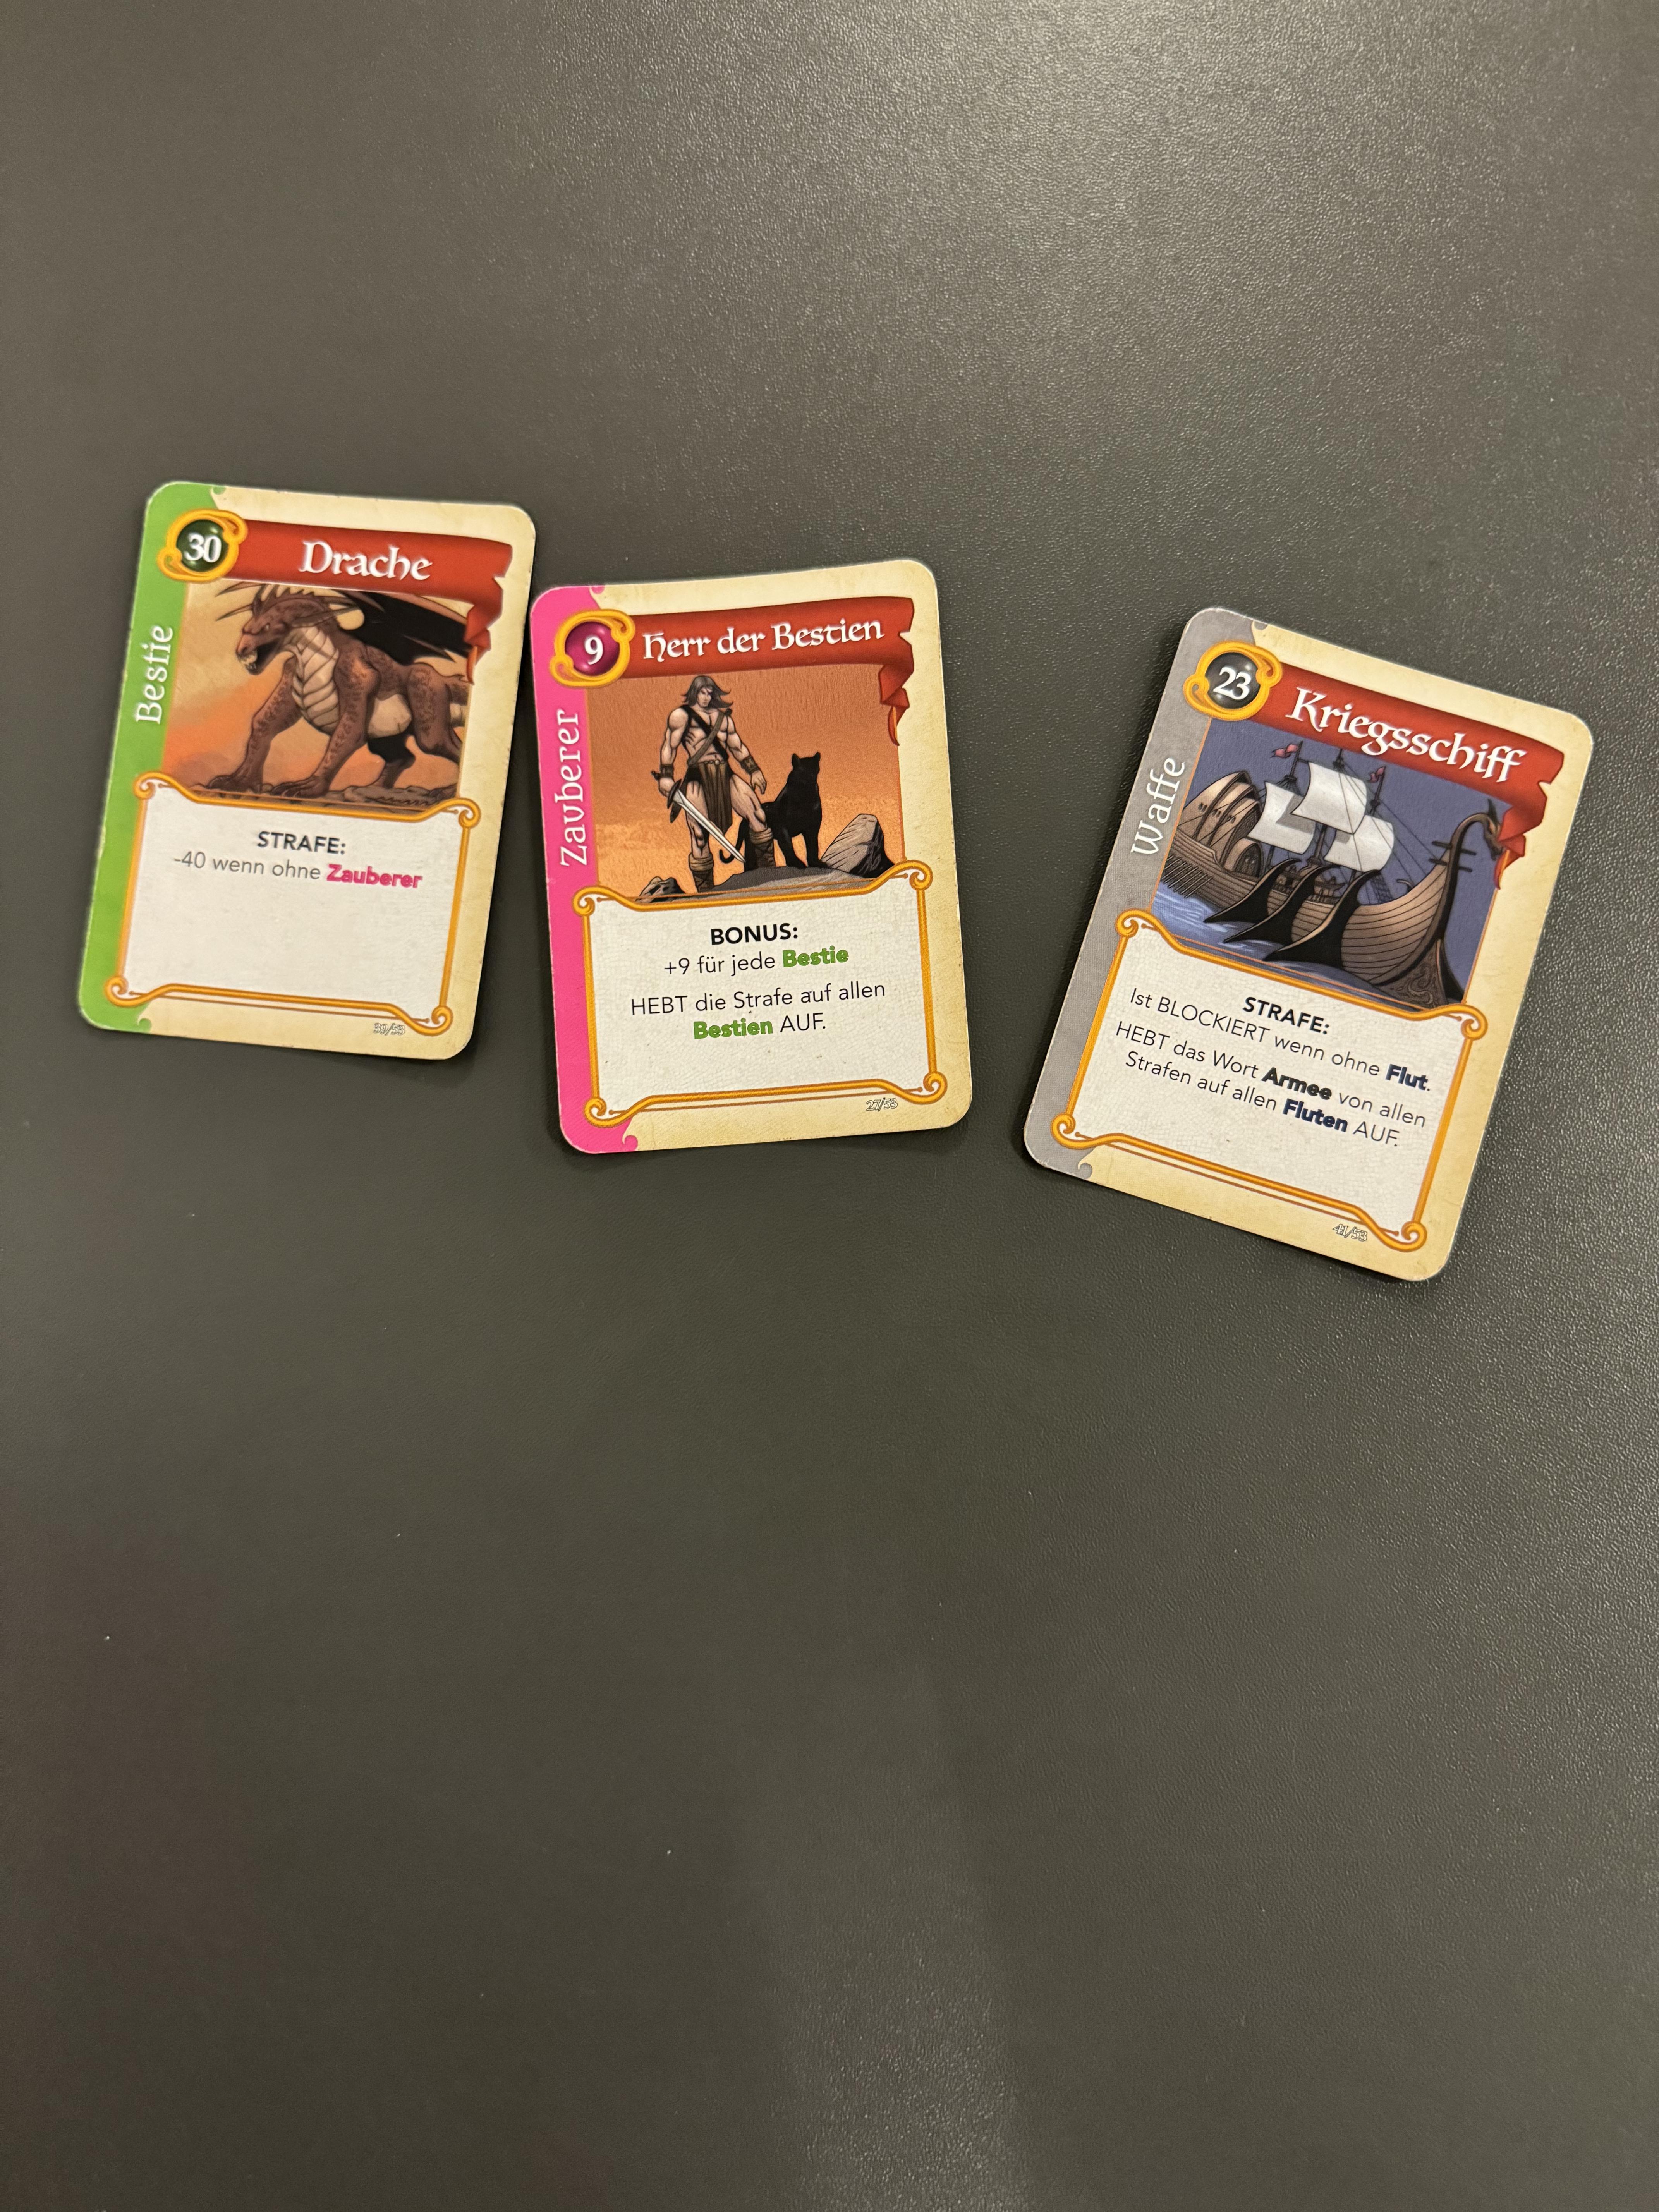 30
Drache
Bestie
STRAFE:
-40 wenn ohne Zauberer
39/53
9
Herr der Bestien
Zauberer
BONUS:
+9 für jede Bestie
HEBT die Strafe auf allen
Bestien AUF.
27/53
23
Kriegsschiff
Waffe
STRAFE:
Ist BLOCKIERT wenn ohne Flut.
HEBT das Wort Armee von allen
Strafen auf allen Fluten AUF.
41/53